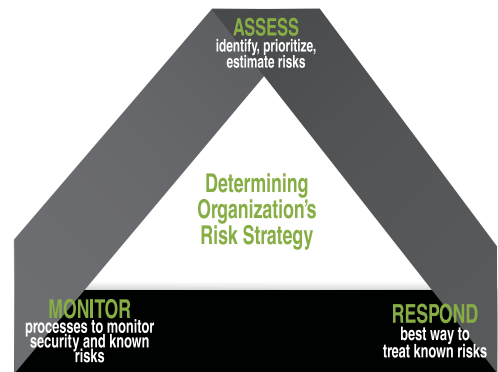 ASSESS
identify, prioritize,
estimate risks
Determining
Organization's
Risk Strategy
MONITOR
processes to monitor
security and known
risks
RESPOND
best way to
treat known risks